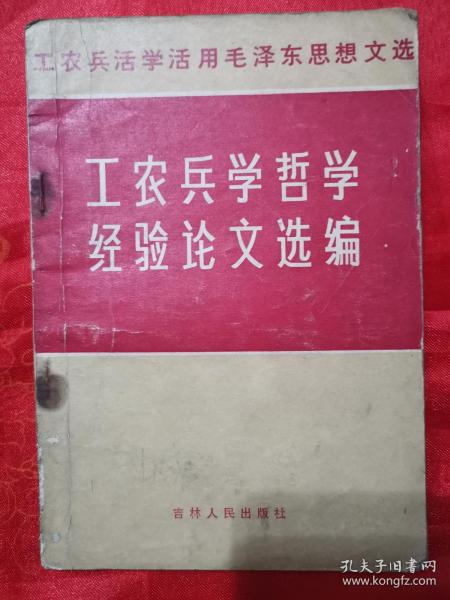 工农兵活学活用毛泽东思想文选
工农兵学哲学
经验论文选编
吉林人民出版社
孔夫子旧书网
www.kongfz.com